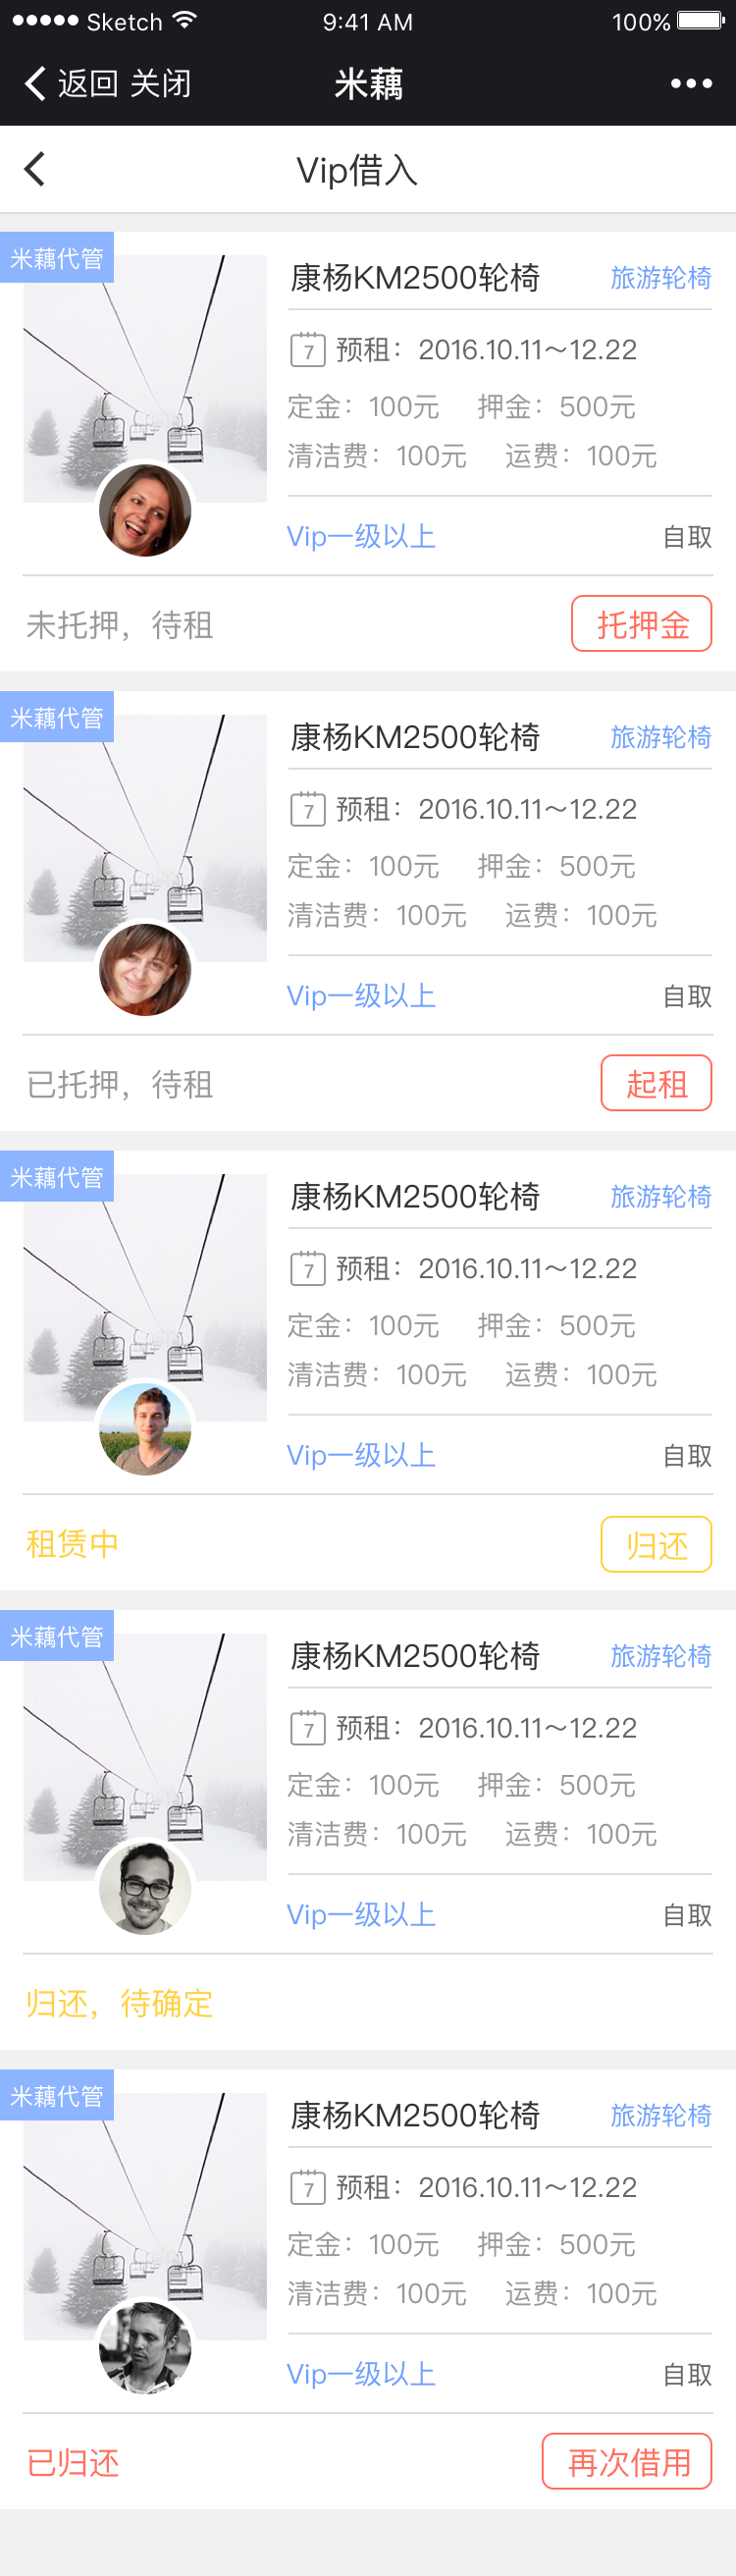 Sketch 9:41 AM 100%
返回 关闭 米藕
Vip借入
米藕代管
康杨KM2500轮椅 旅游轮椅
7 预租：2016.10.11～12.22
定金：100元 押金：500元
清洁费：100元 运费：100元
Vip一级以上 自取
未托押，待租 托押金
米藕代管
康杨KM2500轮椅 旅游轮椅
7 预租：2016.10.11～12.22
定金：100元 押金：500元
清洁费：100元 运费：100元
Vip一级以上 自取
已托押，待租 起租
米藕代管
康杨KM2500轮椅 旅游轮椅
7 预租：2016.10.11～12.22
定金：100元 押金：500元
清洁费：100元 运费：100元
Vip一级以上 自取
租赁中 归还
米藕代管
康杨KM2500轮椅 旅游轮椅
7 预租：2016.10.11～12.22
定金：100元 押金：500元
清洁费：100元 运费：100元
Vip一级以上 自取
归还，待确定
米藕代管
康杨KM2500轮椅 旅游轮椅
7 预租：2016.10.11～12.22
定金：100元 押金：500元
清洁费：100元 运费：100元
Vip一级以上 自取
已归还 再次借用